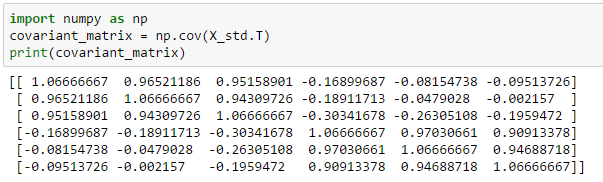 import numpy as np
covariant_matrix = np.cov(X_std.T)
print(covariant_matrix)
[[ 1.06666667  0.96521186  0.95158901 -0.16899687 -0.08154738 -0.09513726]
 [ 0.96521186  1.06666667  0.94309726 -0.18911713 -0.0479028  -0.002157  ]
 [ 0.95158901  0.94309726  1.06666667 -0.30341678 -0.26305108 -0.1959472 ]
 [-0.16899687 -0.18911713 -0.30341678  1.06666667  0.97030661  0.90913378]
 [-0.08154738 -0.0479028  -0.26305108  0.97030661  1.06666667  0.94688718]
 [-0.09513726 -0.002157   -0.1959472   0.90913378  0.94688718  1.06666667]]